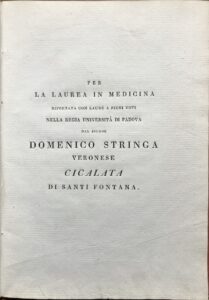 PER
LA LAUREA IN MEDICINA
RIPORTATA CON LAUDE A PIENI VOTI
NELLA REGIA UNIVERSITÀ DI PADOVA
DAL SIGNOR
DOMENICO STRINGA
VERONESE
CICALATA
DI SANTI FONTANA.